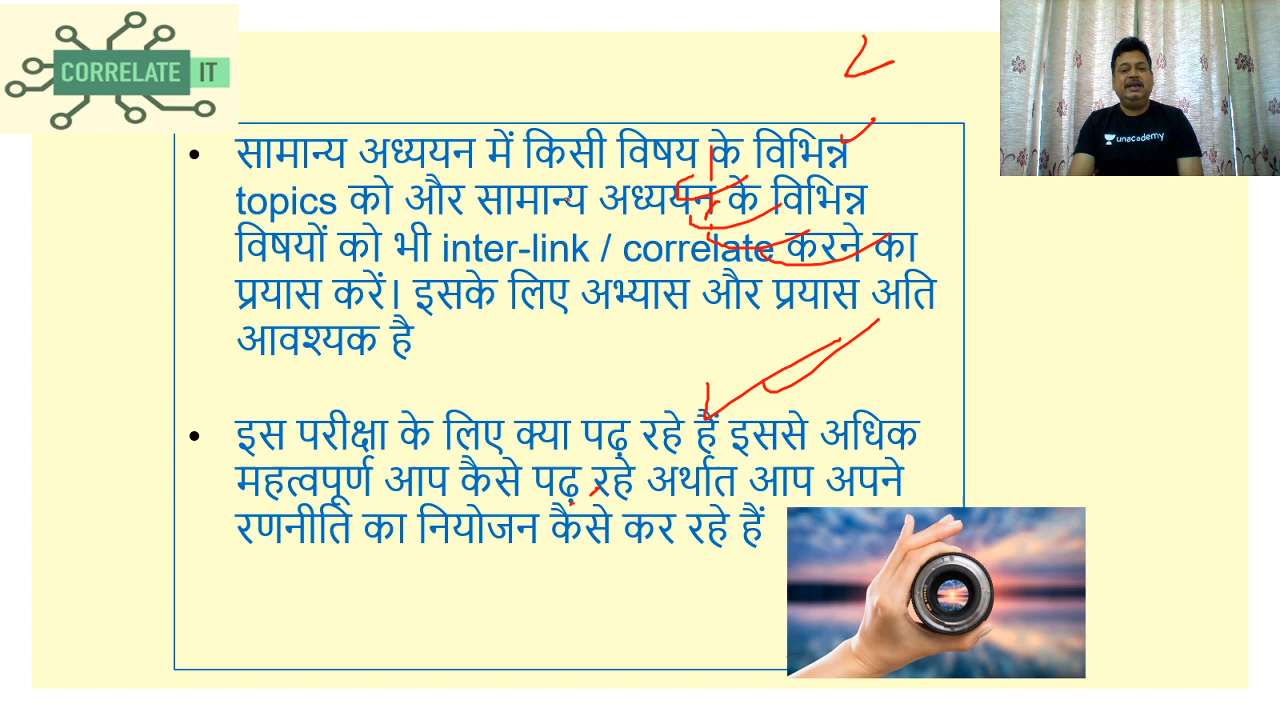 CORRELATE IT
unacademy
सामान्य अध्ययन में किसी विषय के विभिन्न
topics को और सामान्य अध्ययन के विभिन्न
विषयों को भी inter-link / correlate करने का
प्रयास करें। इसके लिए अभ्यास और प्रयास अति
आवश्यक है
इस परीक्षा के लिए क्या पढ़ रहे हैं इससे अधिक
महत्वपूर्ण आप कैसे पढ़ रहे अर्थात आप अपने
रणनीति का नियोजन कैसे कर रहे हैं